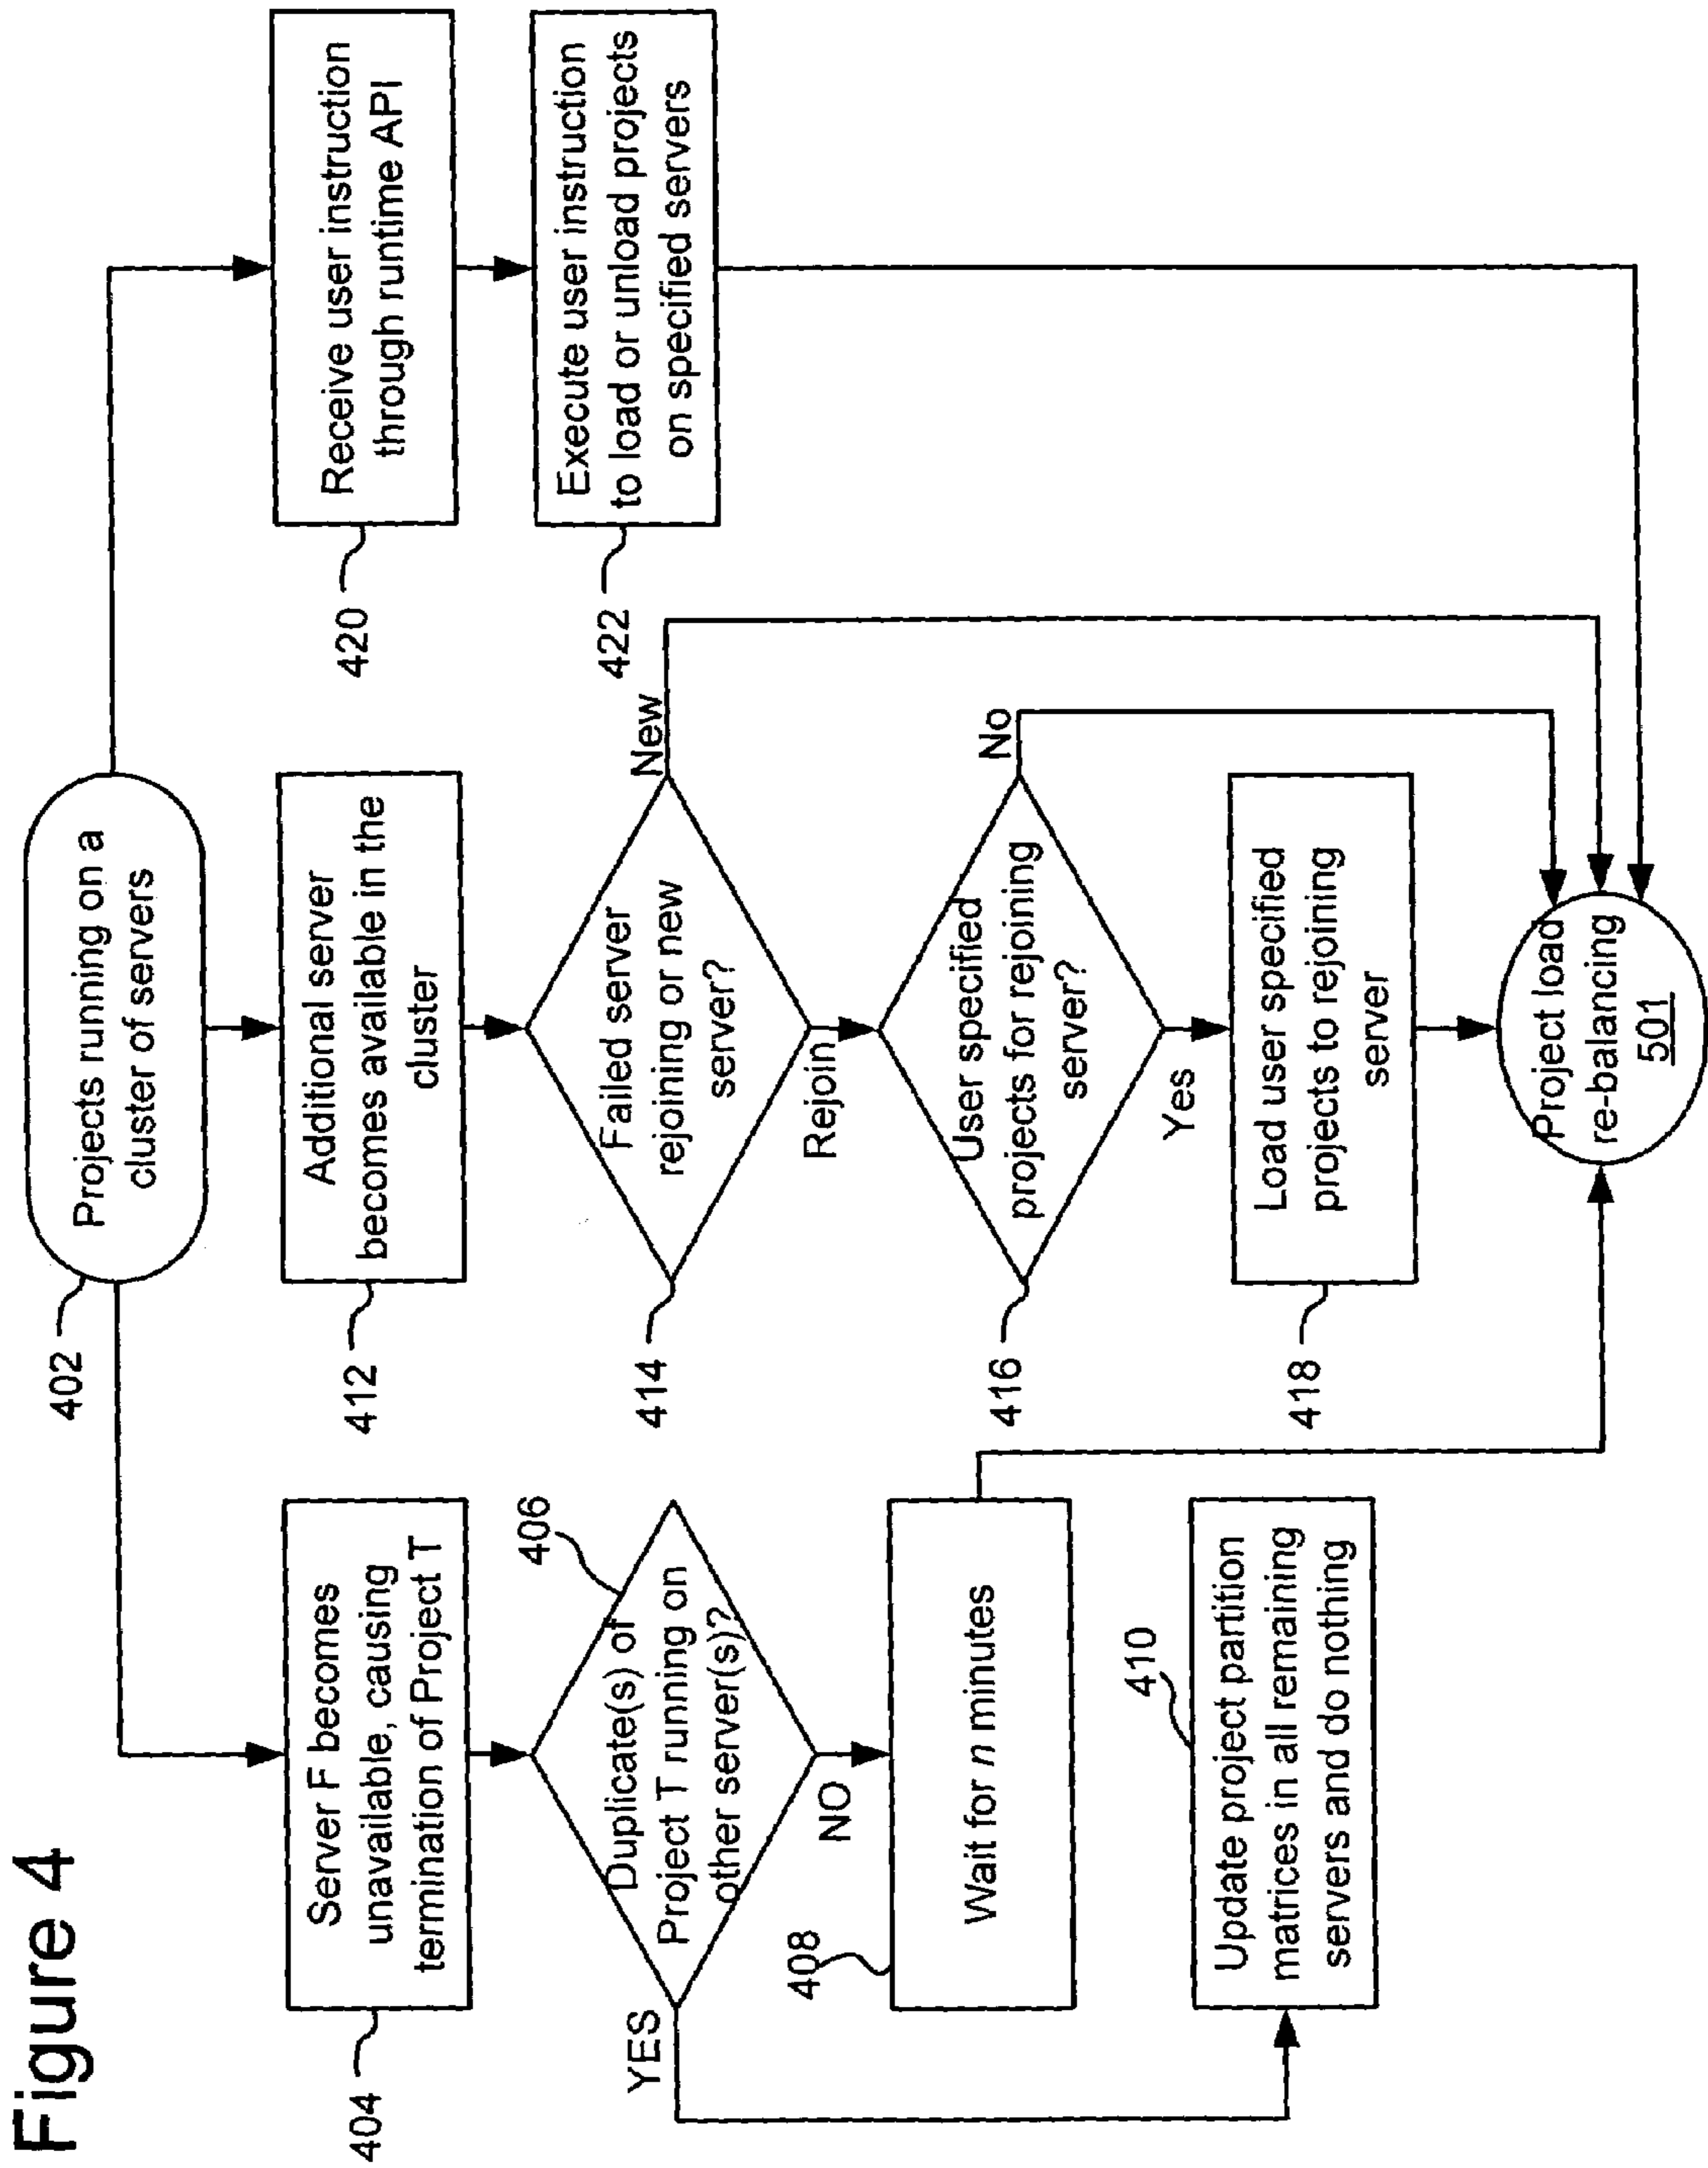 Figure 4
402
Projects running on a
cluster of servers
404
Server F becomes
unavailable, causing
termination of Project T
406
Duplicate(s) of
Project T running on
other server(s)?
YES
NO
408
Wait for n minutes
410
Update project partition
matrices in all remaining
servers and do nothing
412
Additional server
becomes available in the
cluster
414
Failed server
rejoining or new
server?
New
Rejoin
416
User specified
projects for rejoining
server?
No
Yes
418
Load user specified
projects to rejoining
server
420
Receive user instruction
through runtime API
422
Execute user instruction
to load or unload projects
on specified servers
Project load
re-balancing
501